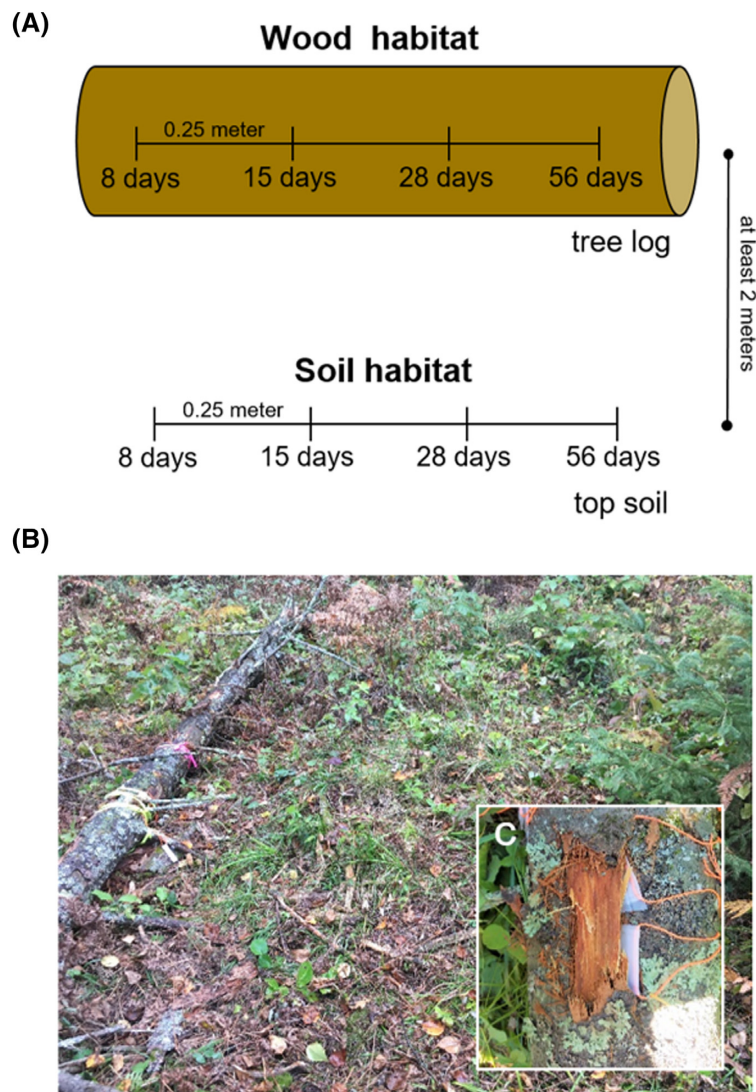 (A)
Wood habitat
0.25 meter
8 days 15 days 28 days 56 days
tree log
at least 2 meters
Soil habitat
0.25 meter
8 days 15 days 28 days 56 days
top soil
(B)
C